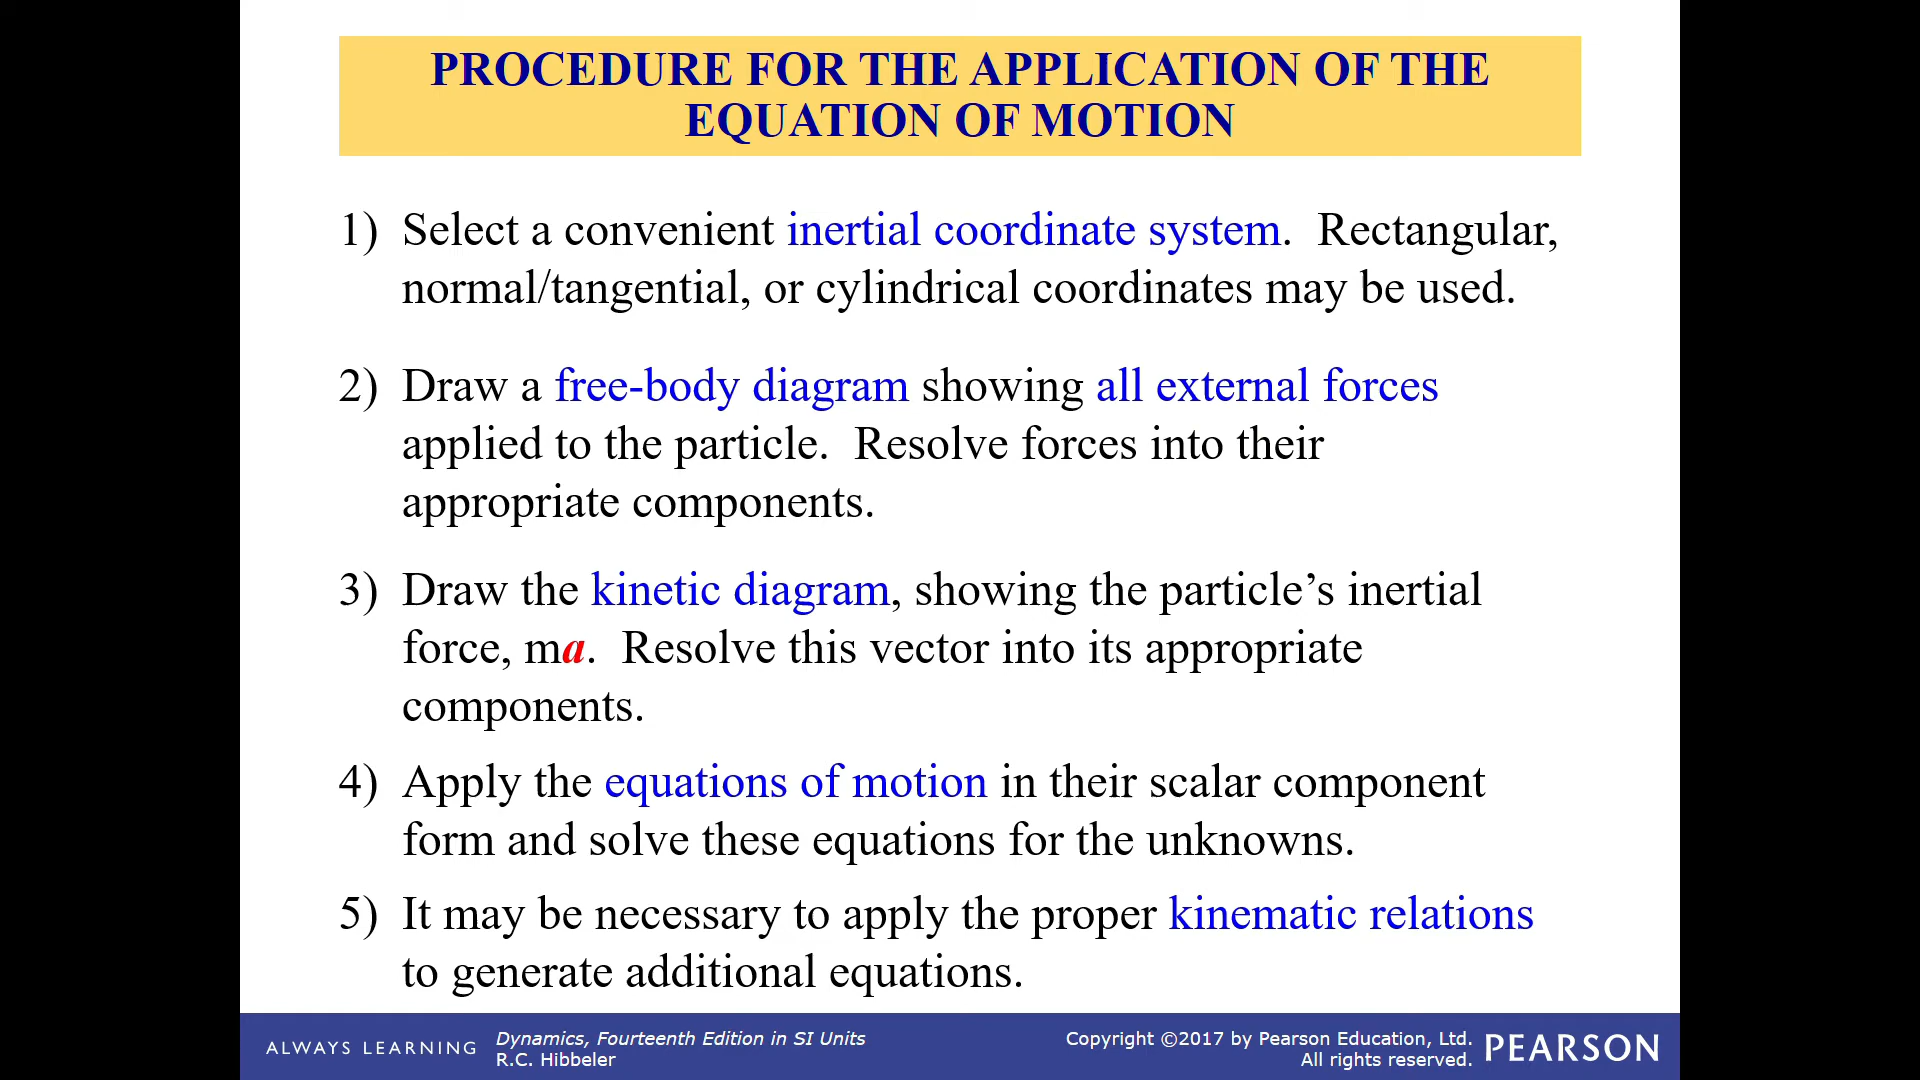 PROCEDURE FOR THE APPLICATION OF THE
EQUATION OF MOTION
1) Select a convenient inertial coordinate system. Rectangular,
normal/tangential, or cylindrical coordinates may be used.
2) Draw a free-body diagram showing all external forces
applied to the particle. Resolve forces into their
appropriate components.
3) Draw the kinetic diagram, showing the particle’s inertial
force, ma. Resolve this vector into its appropriate
components.
4) Apply the equations of motion in their scalar component
form and solve these equations for the unknowns.
5) It may be necessary to apply the proper kinematic relations
to generate additional equations.
ALWAYS LEARNING
Dynamics, Fourteenth Edition in SI Units
R.C. Hibbeler
Copyright ©2017 by Pearson Education, Ltd.
All rights reserved.
PEARSON